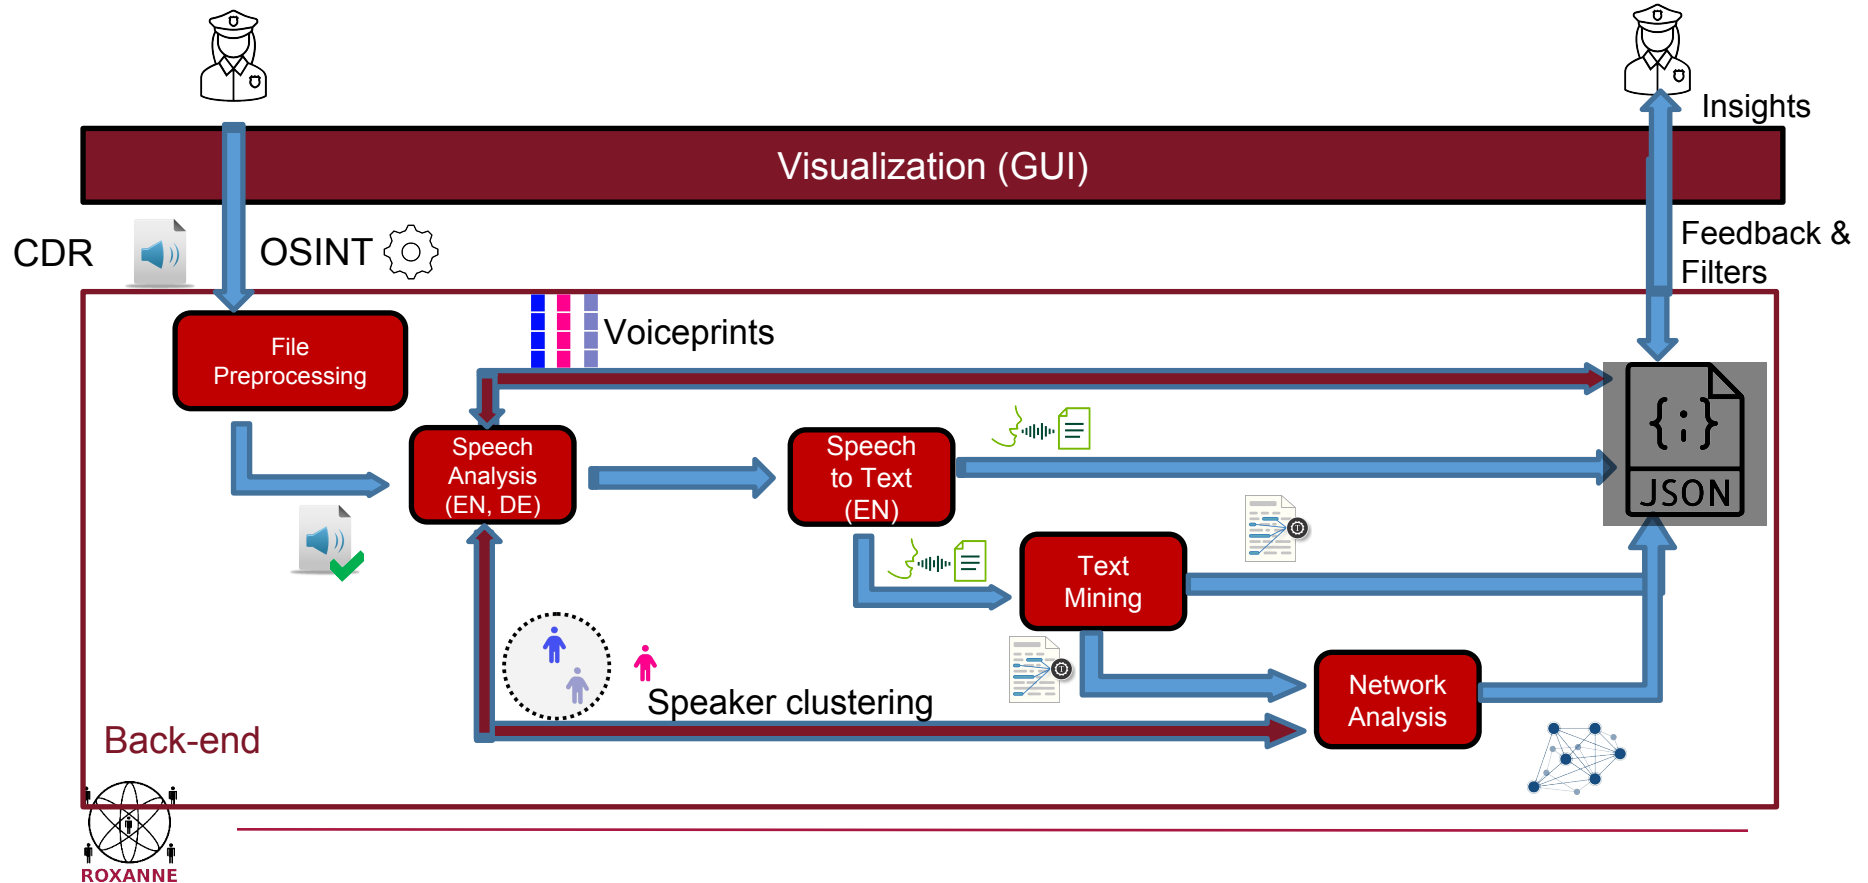 Insights
Visualization (GUI)
CDR
OSINT
Feedback &
Filters
File
Preprocessing
Voiceprints
Speech
Analysis
(EN, DE)
Speech
to Text
(EN)
{;}
JSON
Text
Mining
Network
Analysis
Speaker clustering
Back-end
ROXANNE